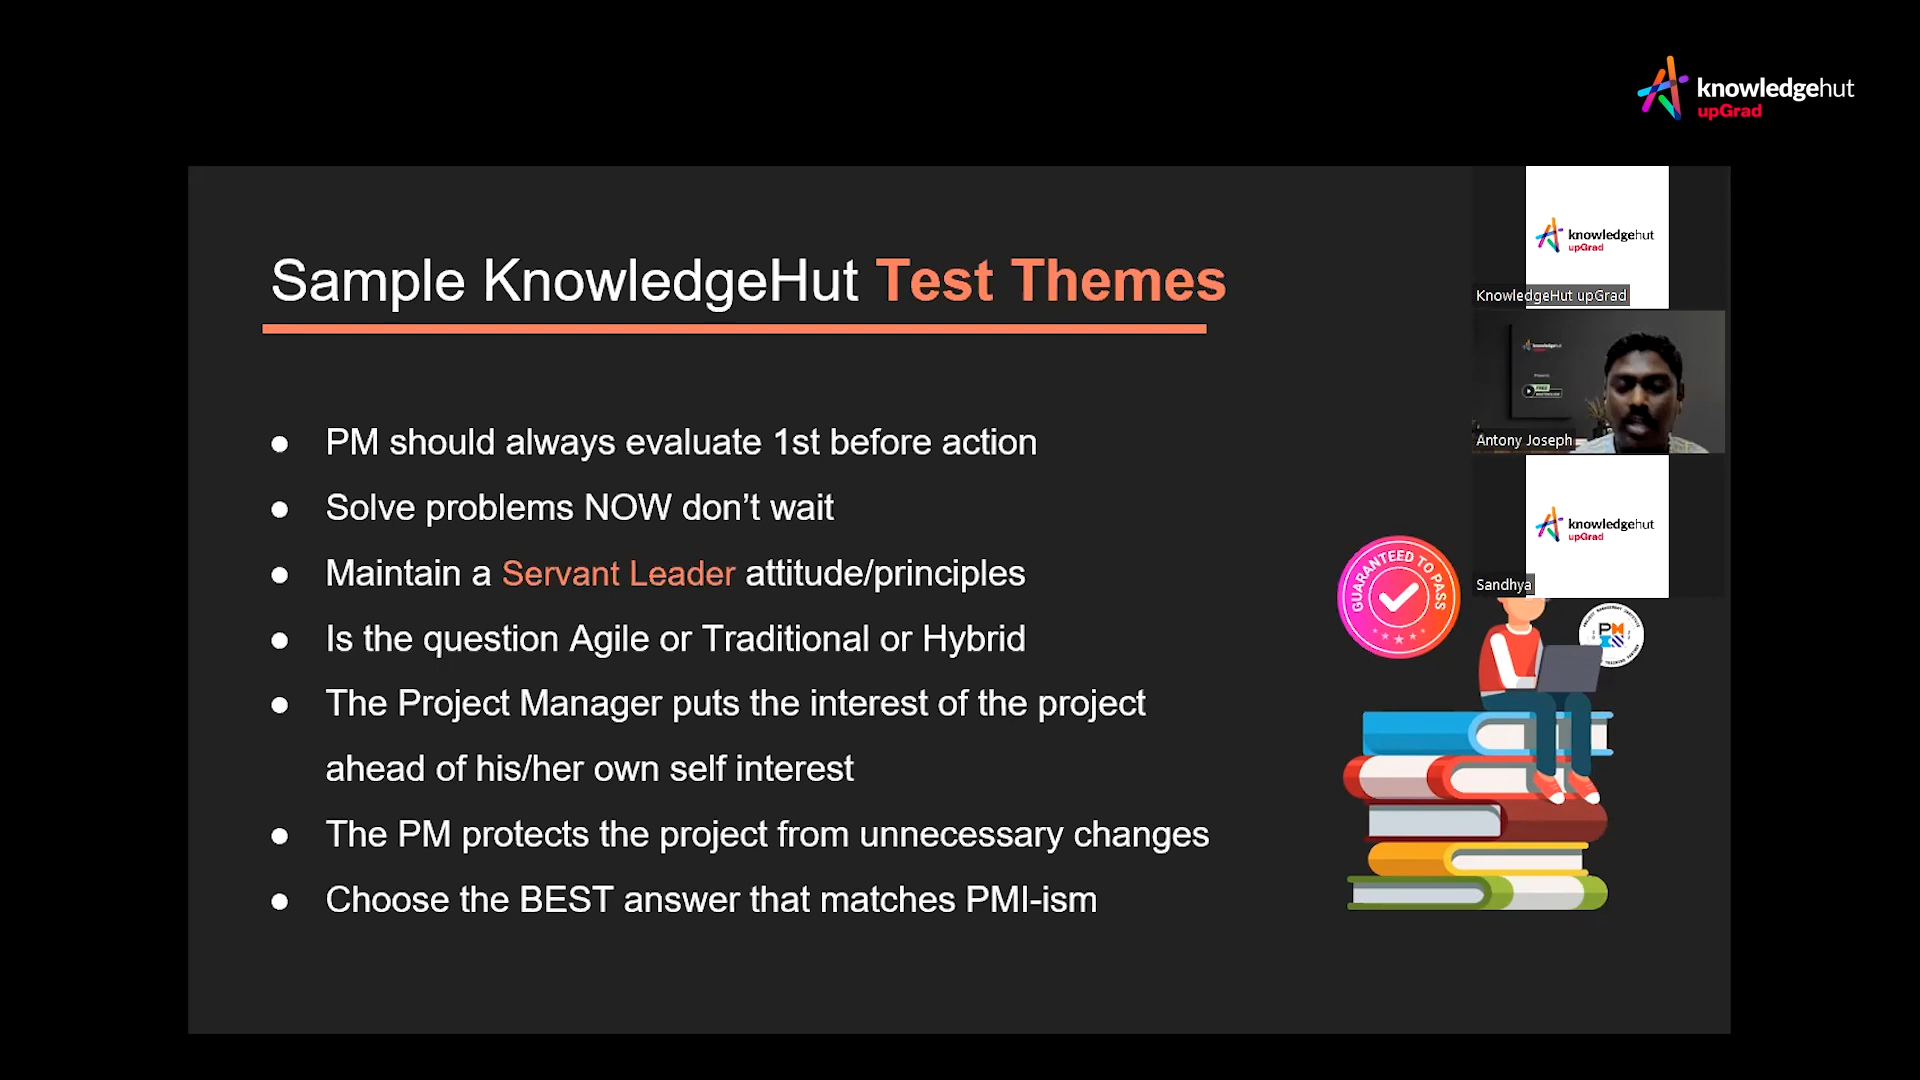 knowledgehut
upGrad
Sample KnowledgeHut Test Themes
● PM should always evaluate 1st before action
● Solve problems NOW don’t wait
● Maintain a Servant Leader attitude/principles
● Is the question Agile or Traditional or Hybrid
● The Project Manager puts the interest of the project
ahead of his/her own self interest
● The PM protects the project from unnecessary changes
● Choose the BEST answer that matches PMI-ism
knowledgehut
upGrad
KnowledgeHut upGrad
knowledgehut
Antony Joseph
knowledgehut
upGrad
Sandhya
GUARANTEED TO PASS
PM